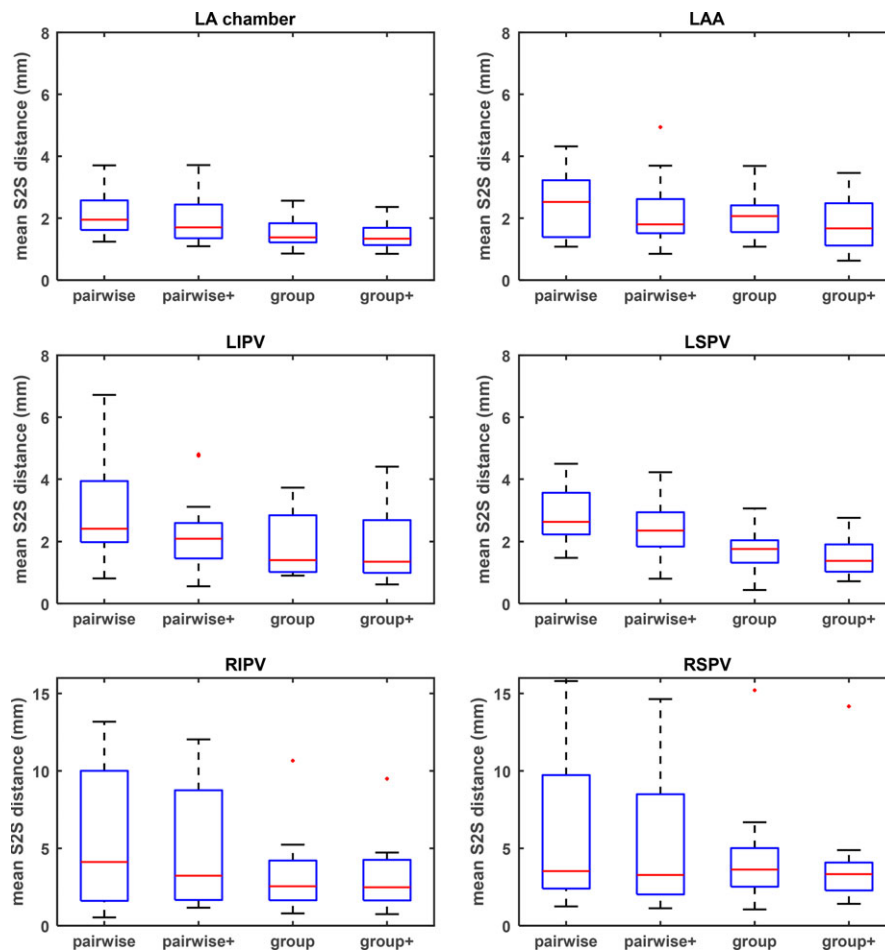 LA chamber
LAA
mean S2S distance (mm)
8
6
4
2
0
pairwise pairwise+ group group+
mean S2S distance (mm)
8
6
4
2
0
pairwise pairwise+ group group+
LIPV
LSPV
mean S2S distance (mm)
8
6
4
2
0
pairwise pairwise+ group group+
mean S2S distance (mm)
8
6
4
2
0
pairwise pairwise+ group group+
RIPV
RSPV
mean S2S distance (mm)
15
10
5
0
pairwise pairwise+ group group+
mean S2S distance (mm)
15
10
5
0
pairwise pairwise+ group group+